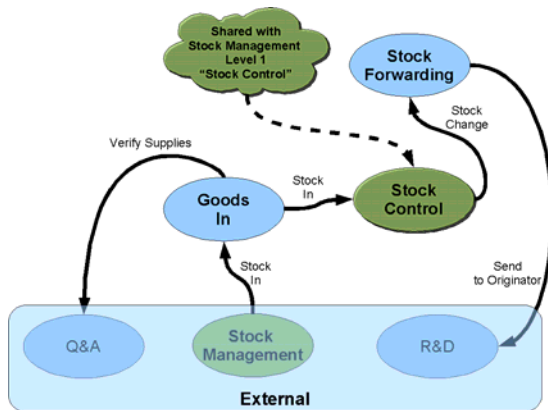 Shared with
Stock Management
Level 1
“Stock Control”
Stock
Forwarding
Stock
Change
Verify Supplies
Stock
In
Stock
Control
Goods
In
Stock
In
Send
to Originator
Q&A
Stock
Management
R&D
External